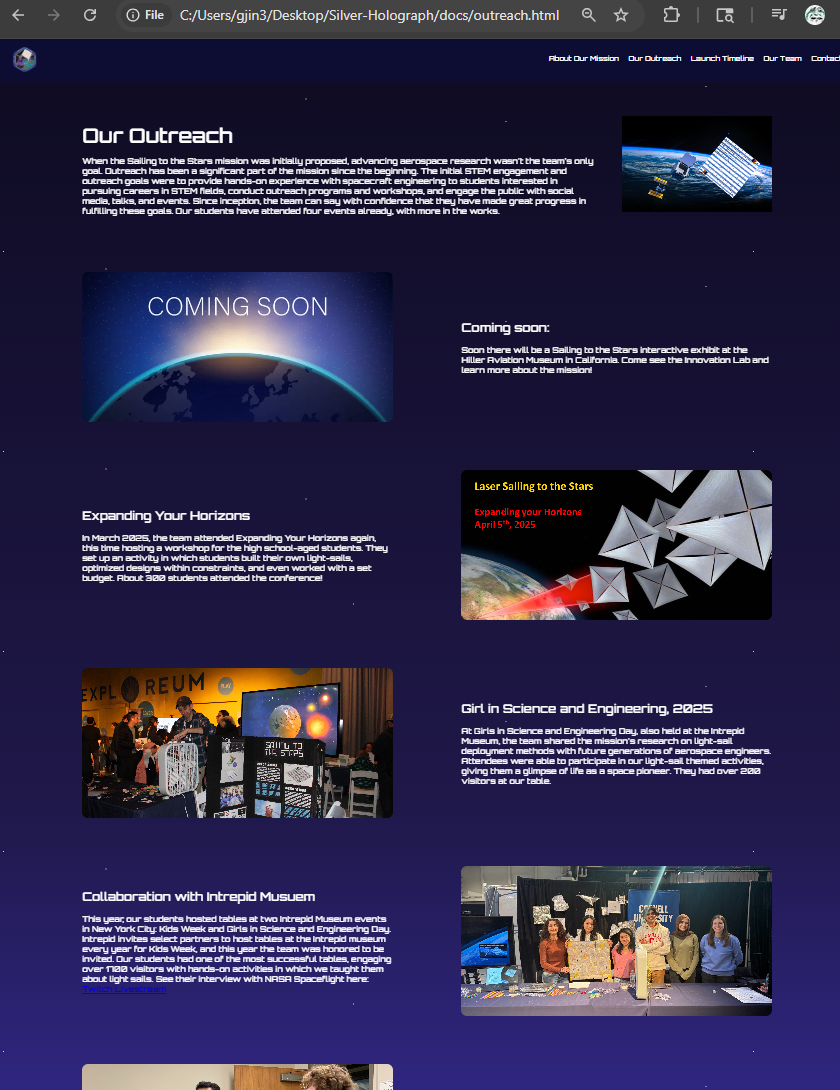 File C:/Users/gjin3/Desktop/Silver-Holograph/docs/outreach.html
About Our Mission Our Outreach Launch Timeline Our Team Contac
Our Outreach
When the Sailing to the Stars mission was initially proposed, advancing aerospace research wasn't the team's only
goal. Outreach has been a significant part of the mission since the beginning. The initial STEM engagement and
outreach goals were to provide hands-on experience with spacecraft engineering to students interested in
pursuing careers in STEM fields, conduct outreach programs and workshops, and engage the public with social
media, talks, and events. Since inception, the team can say with confidence that they have made great progress in
fulfilling these goals. Our students have attended four events already, with more in the works.
COMING SOON
Coming soon:
Soon there will be a Sailing to the Stars interactive exhibit at the
Hiller Aviation Museum in California. Come see the Innovation Lab and
learn more about the mission!
Expanding Your Horizons
In March 2025, the team attended Expanding Your Horizons again,
this time hosting a workshop for the high school-aged students. They
set up an activity in which students built their own light-sails,
optimized designs within constraints, and even worked with a set
budget. About 300 students attended the conference!
Laser Sailing to the Stars
Expanding your Horizons
April 5th, 2025
EXPL REUM
PLAY
SAILING TO
THE STARS
Girl in Science and Engineering, 2025
At Girls in Science and Engineering Day, also held at the Intrepid
Museum, the team shared the mission's research on light-sail
deployment methods with future generations of aerospace engineers.
Attendees were able to participate in our light-sail themed activities,
giving them a glimpse of life as a space pioneer. They had over 200
visitors at our table.
Collaboration with Intrepid Musuem
This year, our students hosted tables at two Intrepid Museum events
in New York City: Kids Week and Girls in Science and Engineering Day.
Intrepid invites select partners to host tables at the Intrepid museum
every year for Kids Week, and this year the team was honored to be
invited. Our students had one of the most successful tables, engaging
over 1700 visitors with hands-on activities in which we taught them
about light sails. See their interview with NASA Spaceflight here:
Twitch Livestream
CORNELL
UNIVERSITY